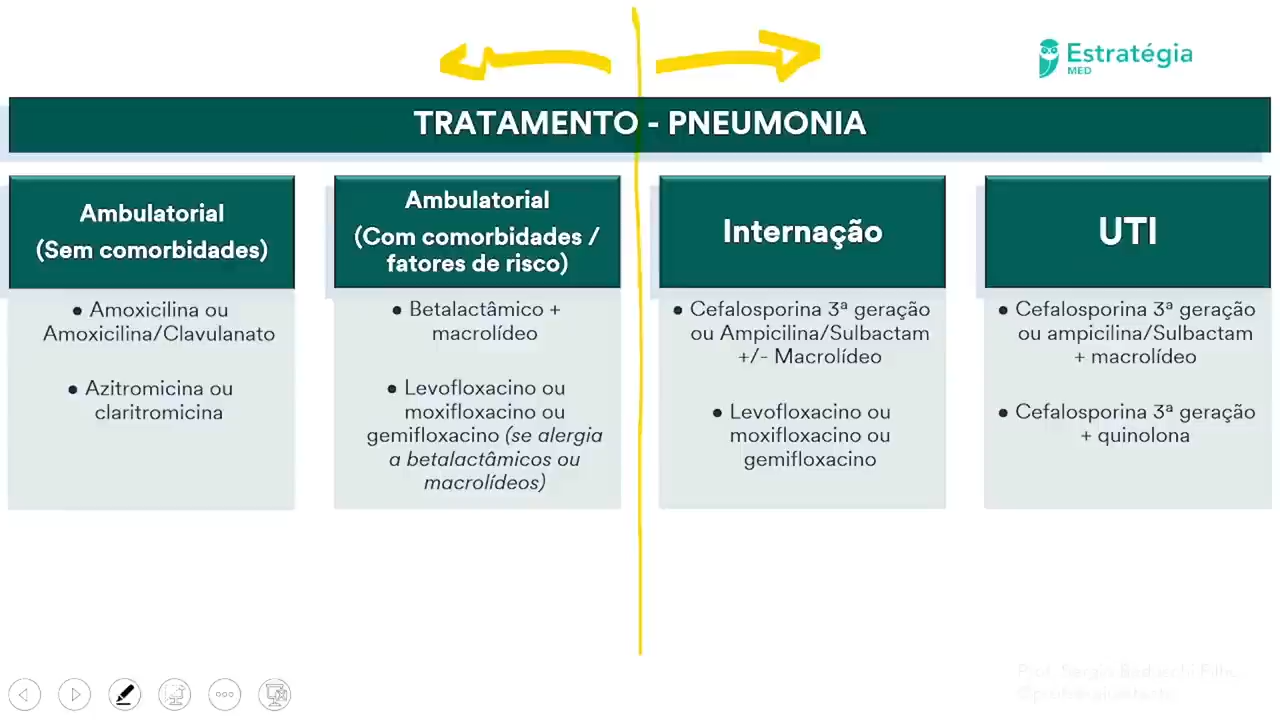 Estratégia
MED
TRATAMENTO - PNEUMONIA
Ambulatorial
(Sem comorbidades)
• Amoxicilina ou
Amoxicilina/Clavulanato
• Azitromicina ou
claritromicina
Ambulatorial
(Com comorbidades /
fatores de risco)
• Betalactâmico +
macrolídeo
• Levofloxacino ou
moxifloxacino ou
gemifloxacino (se alergia
a betalactâmicos ou
macrolídeos)
Internação
• Cefalosporina 3ª geração
ou Ampicilina/Sulbactam
+/- Macrolídeo
• Levofloxacino ou
moxifloxacino ou
gemifloxacino
UTI
• Cefalosporina 3ª geração
ou ampicilina/Sulbactam
+ macrolídeo
• Cefalosporina 3ª geração
+ quinolona